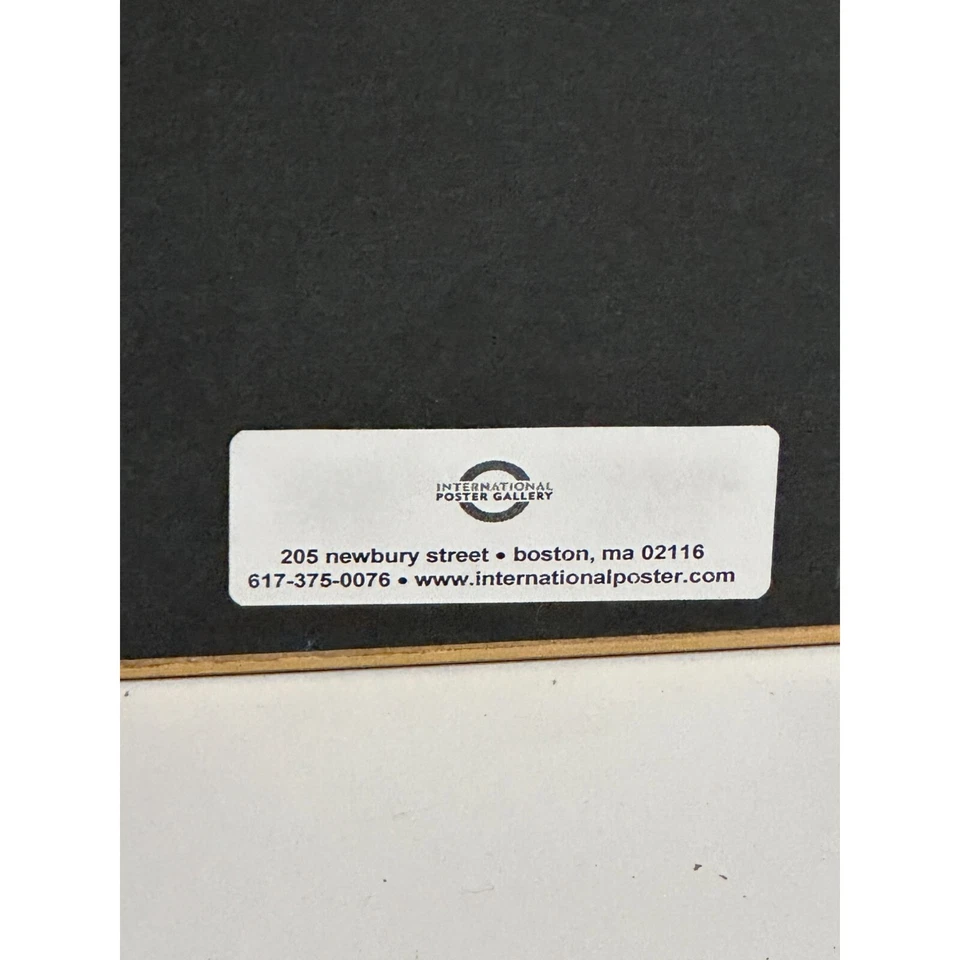 INTERNATIONAL
POSTER GALLERY
205 newbury street • boston, ma 02116
617-375-0076 • www.internationalposter.com